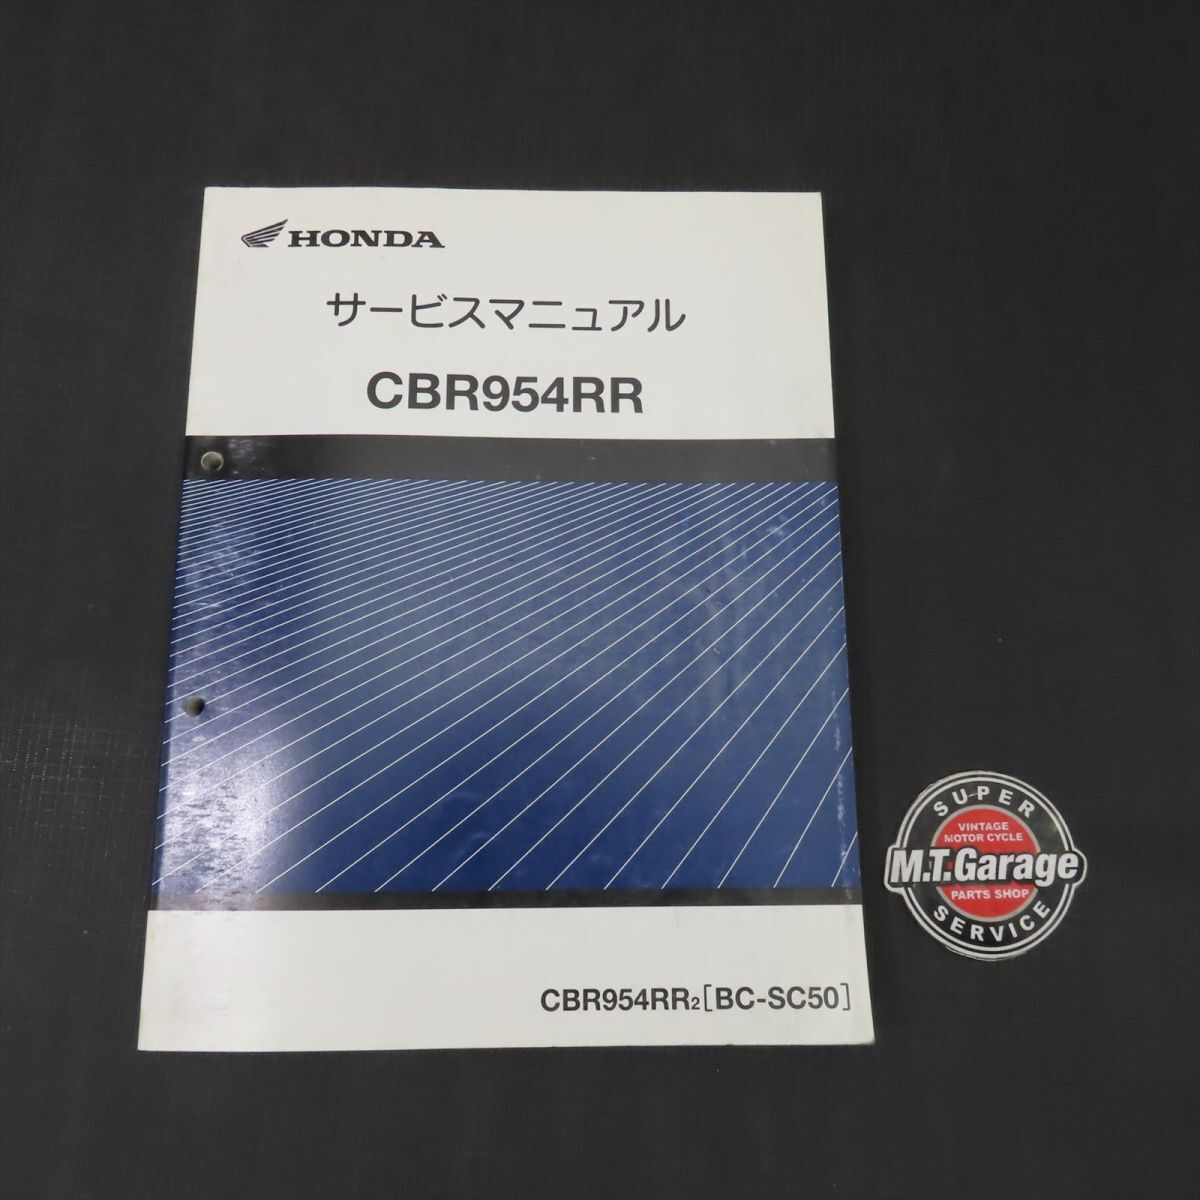 HONDA
サービスマニュアル
CBR954RR
CBR954RR2[BC-SC50]
SUPER
VINTAGE
MOTOR CYCLE
M.T.Garage
PARTS SHOP
SERVICE